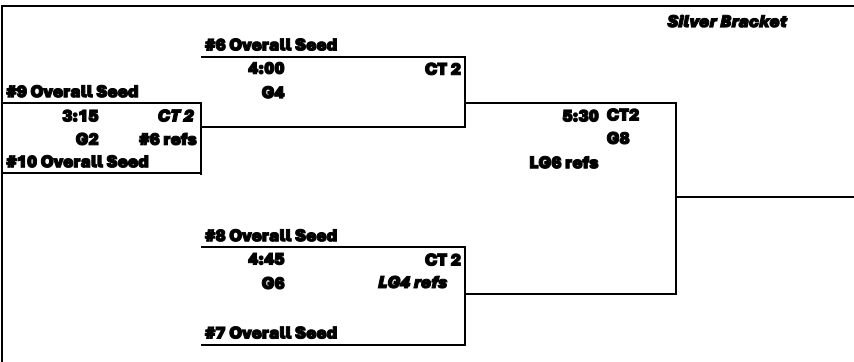 Silver Bracket
#6 Overall Seed
4:00 CT 2
G4
#9 Overall Seed
3:15 CT 2
G2 #6 refs
#10 Overall Seed
5:30 CT2
G8
LG6 refs
#8 Overall Seed
4:45 CT 2
G6 LG4 refs
#7 Overall Seed